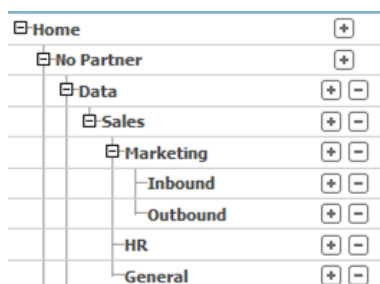 Home
No Partner
Data
Sales
Marketing
Inbound
Outbound
HR
General